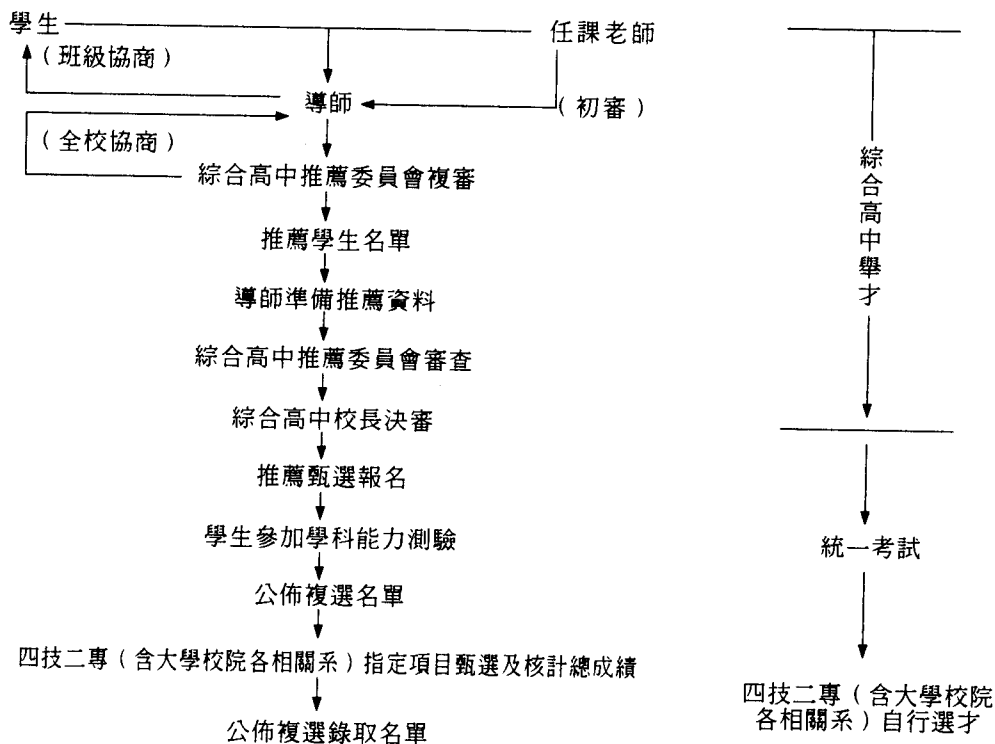 學生
任課老師
（班級協商）
導師
（初審）
（全校協商）
綜合高中推薦委員會複審
推薦學生名單
導師準備推薦資料
綜合高中推薦委員會審查
綜合高中校長決審
推薦甄選報名
學生參加學科能力測驗
公佈複選名單
四技二專（含大學校院各相關系）指定項目甄選及核計總成績
公佈複選錄取名單
綜合高中舉才
統一考試
四技二專（含大學校院
各相關系）自行選才